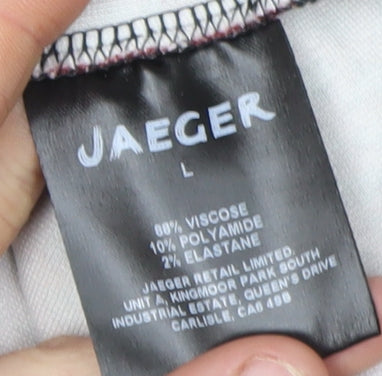 JAEGER
L
88% VISCOSE
10% POLYAMIDE
2% ELASTANE
JAEGER RETAIL LIMITED,
UNIT A, KINGMOOR PARK SOUTH
INDUSTRIAL ESTATE, QUEEN'S DRIVE
CARLISLE, CA6 4SB